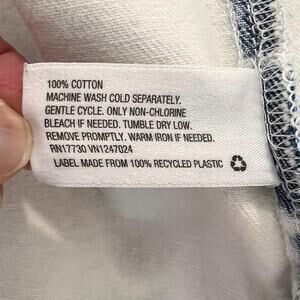 100% COTTON
MACHINE WASH COLD SEPARATELY.
GENTLE CYCLE. ONLY NON-CHLORINE
BLEACH IF NEEDED. TUMBLE DRY LOW.
REMOVE PROMPTLY. WARM IRON IF NEEDED.
RN17730 VN1247024
LABEL MADE FROM 100% RECYCLED PLASTIC